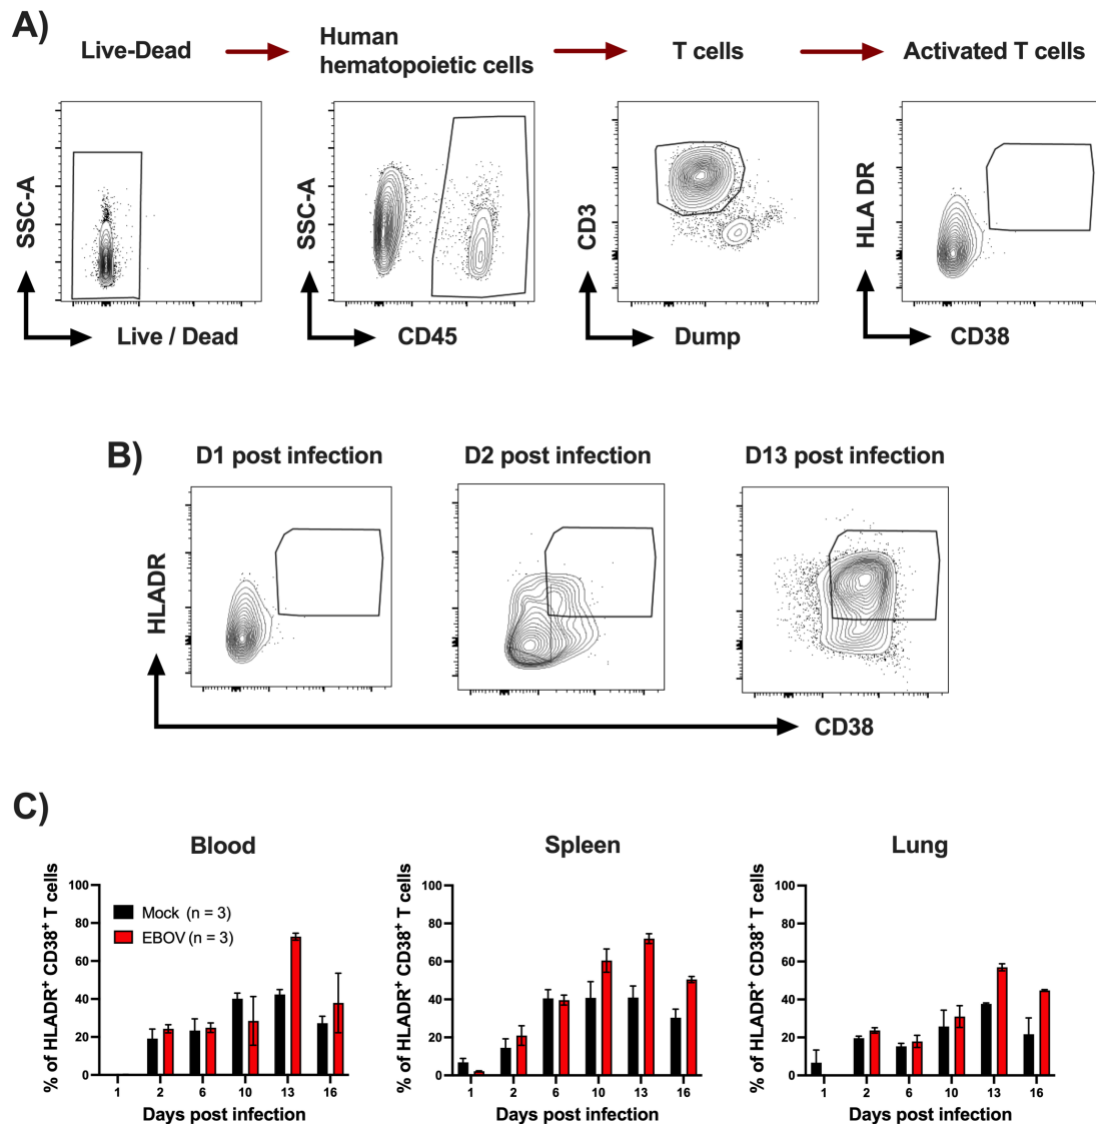 A)
Live-Dead
Human
hematopoietic cells
T cells
Activated T cells
SSC-A
Live / Dead
SSC-A
CD45
CD3
Dump
HLA DR
CD38
B)
D1 post infection
D2 post infection
D13 post infection
HLADR
CD38
C)
Blood
% of HLADR⁺ CD38⁺ T cells
100
80
60
40
20
0
Mock (n = 3)
EBOV (n = 3)
1 2 6 10 13 16
Days post infection
Spleen
% of HLADR⁺ CD38⁺ T cells
100
80
60
40
20
0
1 2 6 10 13 16
Days post infection
Lung
% of HLADR⁺ CD38⁺ T cells
100
80
60
40
20
0
1 2 6 10 13 16
Days post infection